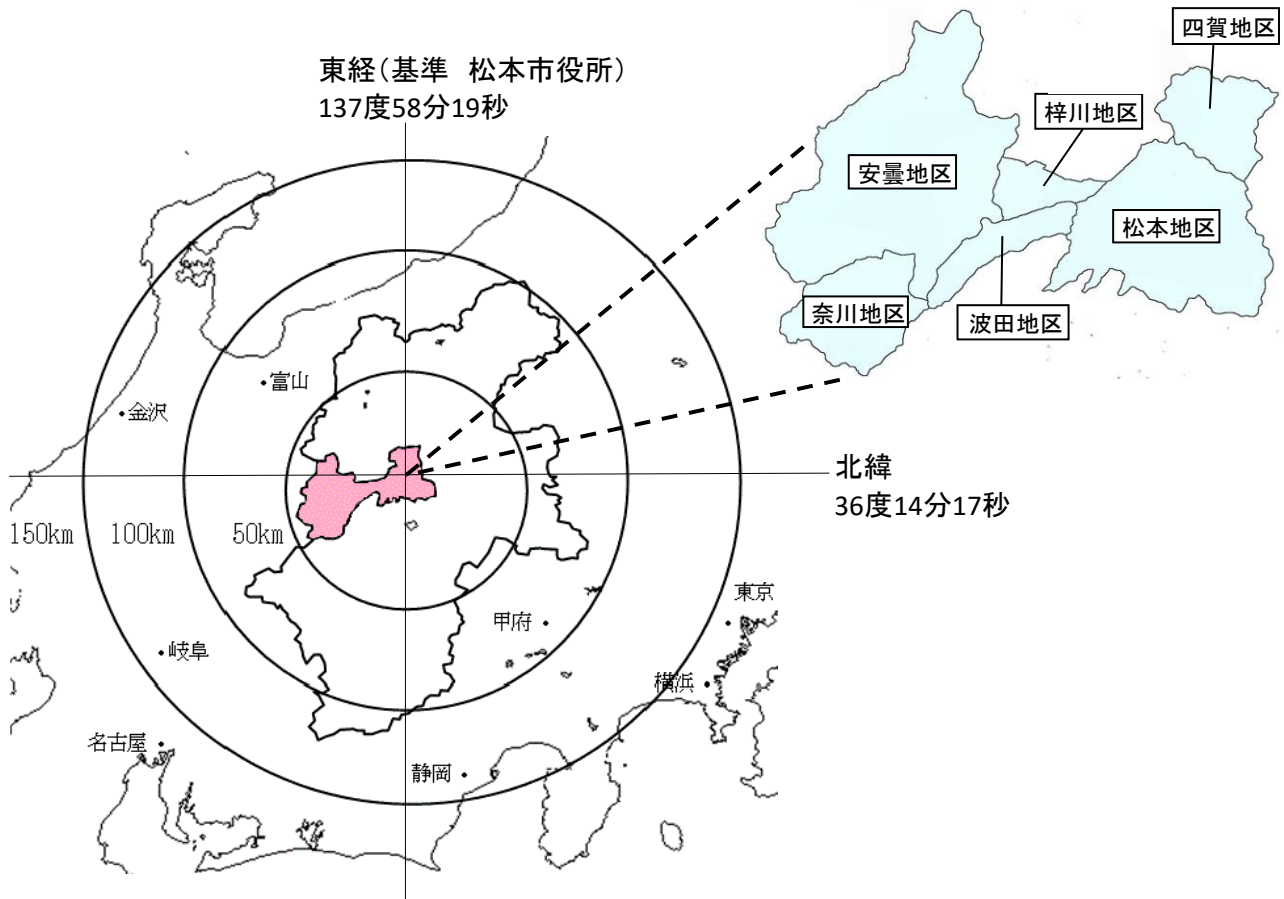 東経(基準 松本市役所)
137度58分19秒
四賀地区
梓川地区
安曇地区
松本地区
奈川地区
波田地区
富山
金沢
北緯
36度14分17秒
150km 100km 50km
東京
甲府
岐阜
横浜
名古屋
静岡